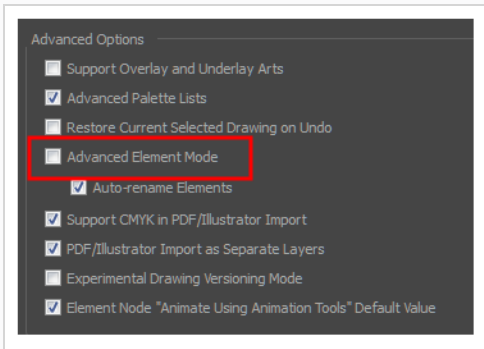 Advanced Options
Support Overlay and Underlay Arts
Advanced Palette Lists
Restore Current Selected Drawing on Undo
Advanced Element Mode
Auto-rename Elements
Support CMYK in PDF/Illustrator Import
PDF/Illustrator Import as Separate Layers
Experimental Drawing Versioning Mode
Element Node "Animate Using Animation Tools" Default Value